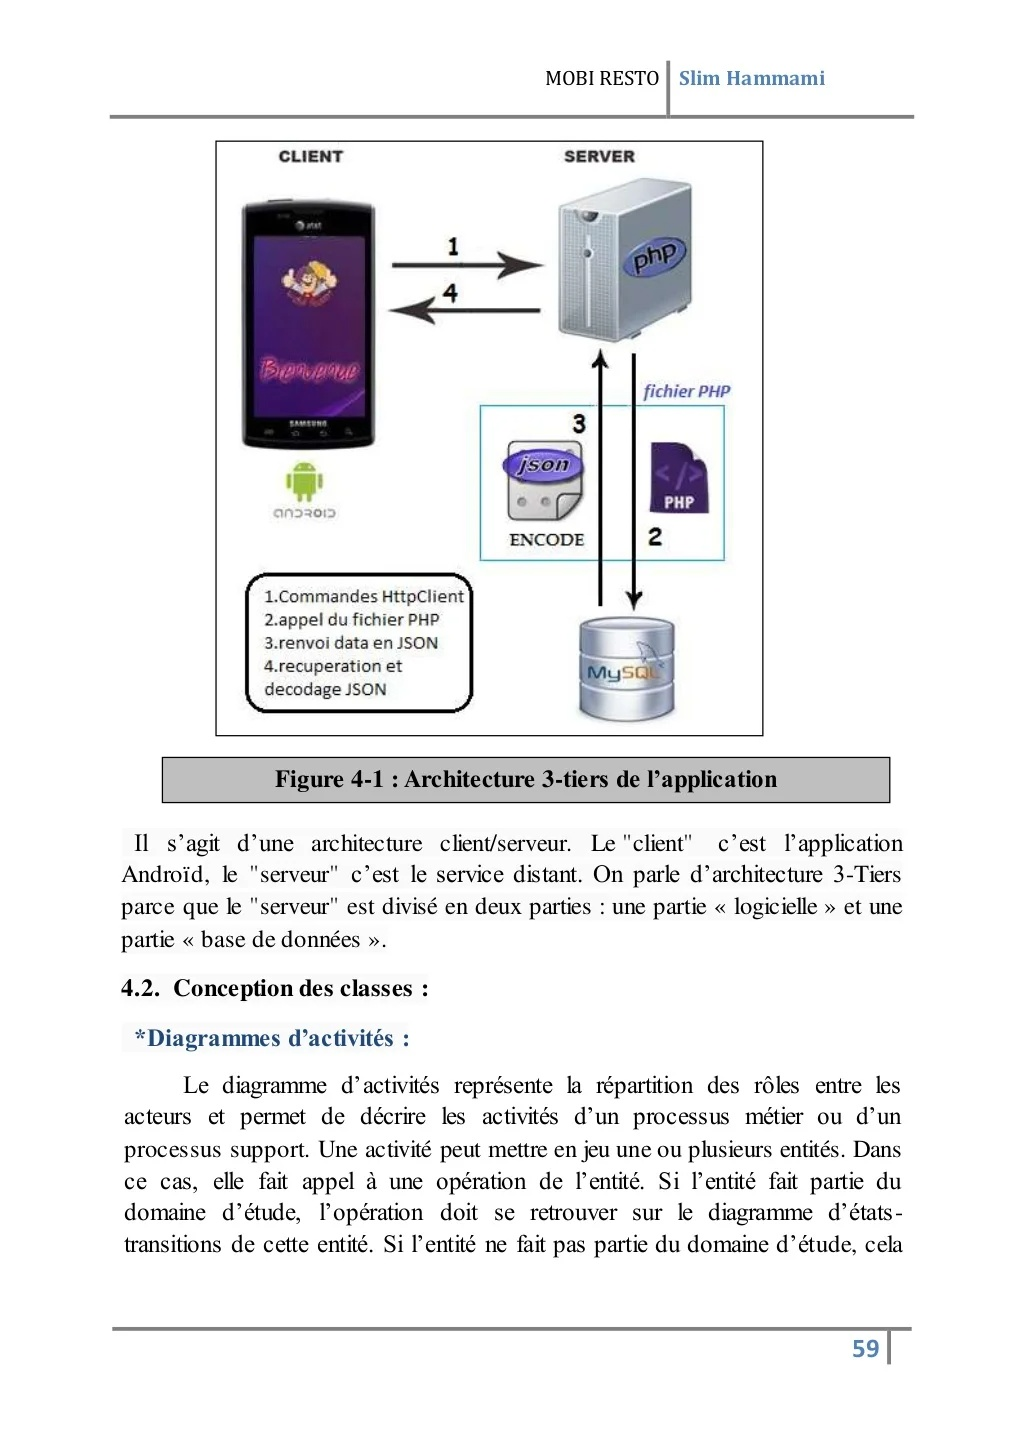 MOBI RESTO Slim Hammami
CLIENT SERVER
at&t
1
php
4
Bienvenue
SAMSUNG
fichier PHP
3
json
</>
PHP
ENCODE
2
ANDROID
1.Commandes HttpClient
2.appel du fichier PHP
3.renvoi data en JSON
4.recuperation et
decodage JSON
MySQL
Figure 4-1 : Architecture 3-tiers de l’application
Il s’agit d’une architecture client/serveur. Le "client" c’est l’application
Androïd, le "serveur" c’est le service distant. On parle d’architecture 3-Tiers
parce que le "serveur" est divisé en deux parties : une partie « logicielle » et une
partie « base de données ».
4.2. Conception des classes :
*Diagrammes d’activités :
Le diagramme d’activités représente la répartition des rôles entre les
acteurs et permet de décrire les activités d’un processus métier ou d’un
processus support. Une activité peut mettre en jeu une ou plusieurs entités. Dans
ce cas, elle fait appel à une opération de l’entité. Si l’entité fait partie du
domaine d’étude, l’opération doit se retrouver sur le diagramme d’états-
transitions de cette entité. Si l’entité ne fait pas partie du domaine d’étude, cela
59